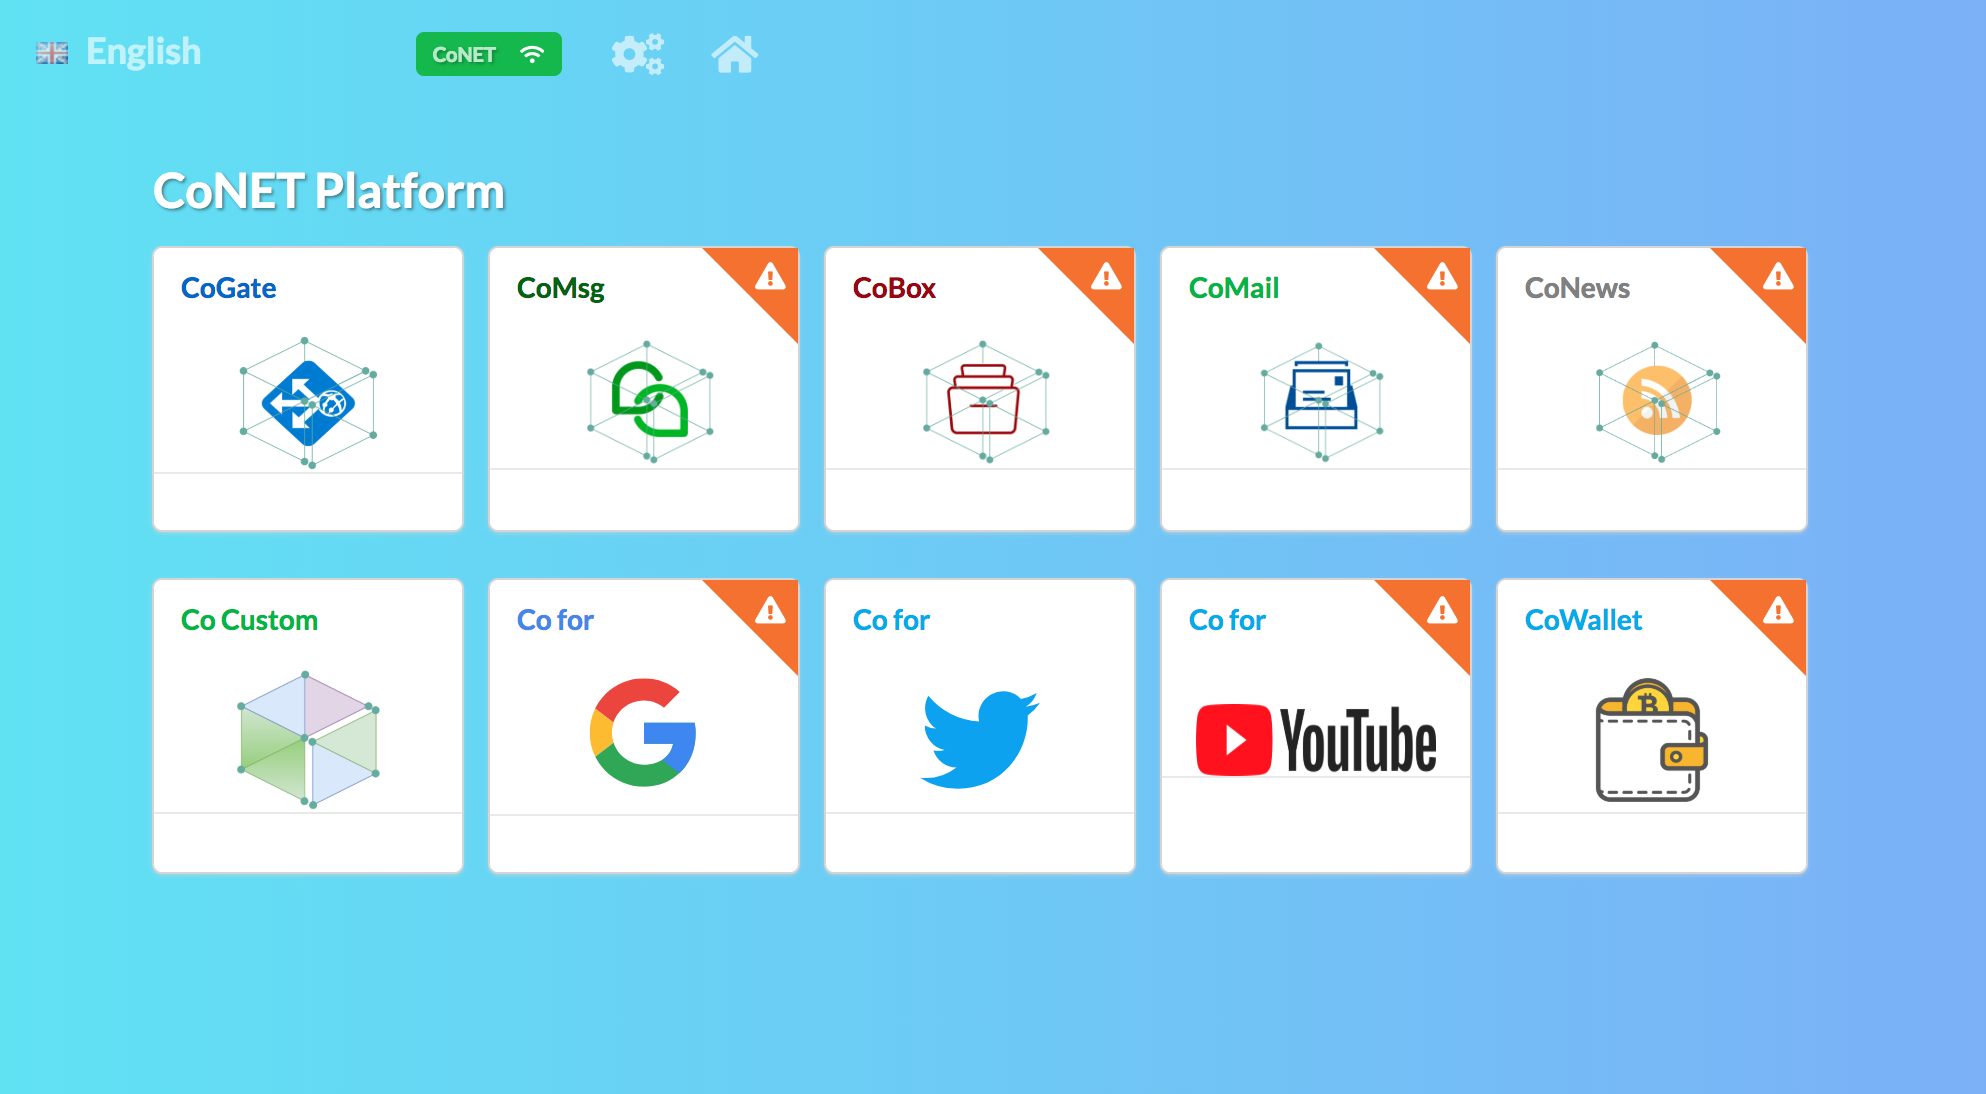 English
CoNET
CoNET Platform
CoGate
CoMsg
CoBox
CoMail
CoNews
Co Custom
Co for
Co for
Co for
CoWallet
YouTube